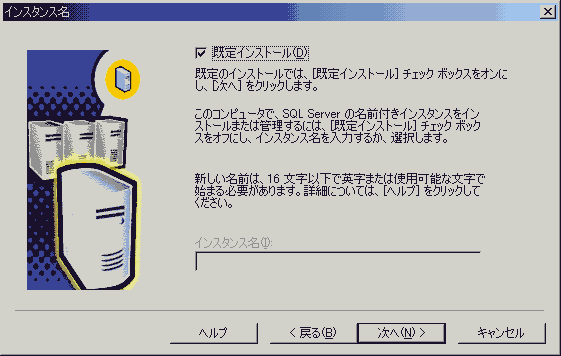 インスタンス名
既定インストール(D)
既定のインストールでは、[既定インストール] チェック ボックスをオンに
し、[次へ] をクリックします。
このコンピュータで、SQL Server の名前付きインスタンスをイン
ストールまたは管理するには、[既定インストール] チェック ボック
スをオフにし、インスタンス名を入力するか、選択します。
新しい名前は、16 文字以下で英字または使用可能な文字で
始まる必要があります。詳細については、[ヘルプ] をクリックして
ください。
インスタンス名(I):
ヘルプ
< 戻る(B)
次へ(N) >
キャンセル